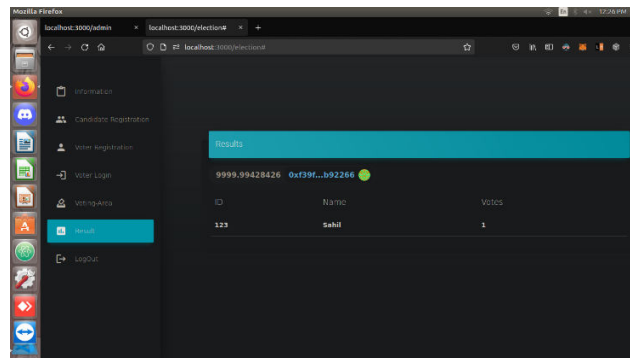 Mozilla Firefox
En
12:26 PM
localhost:3000/admin × localhost:3000/election# × +
localhost:3000/election#
Information
Candidate Registration
Voter Registration
Voter Login
Voting-Area
Result
LogOut
Results
9999.99428426 0xf39f...b92266
ID Name Votes
123 Sahil 1